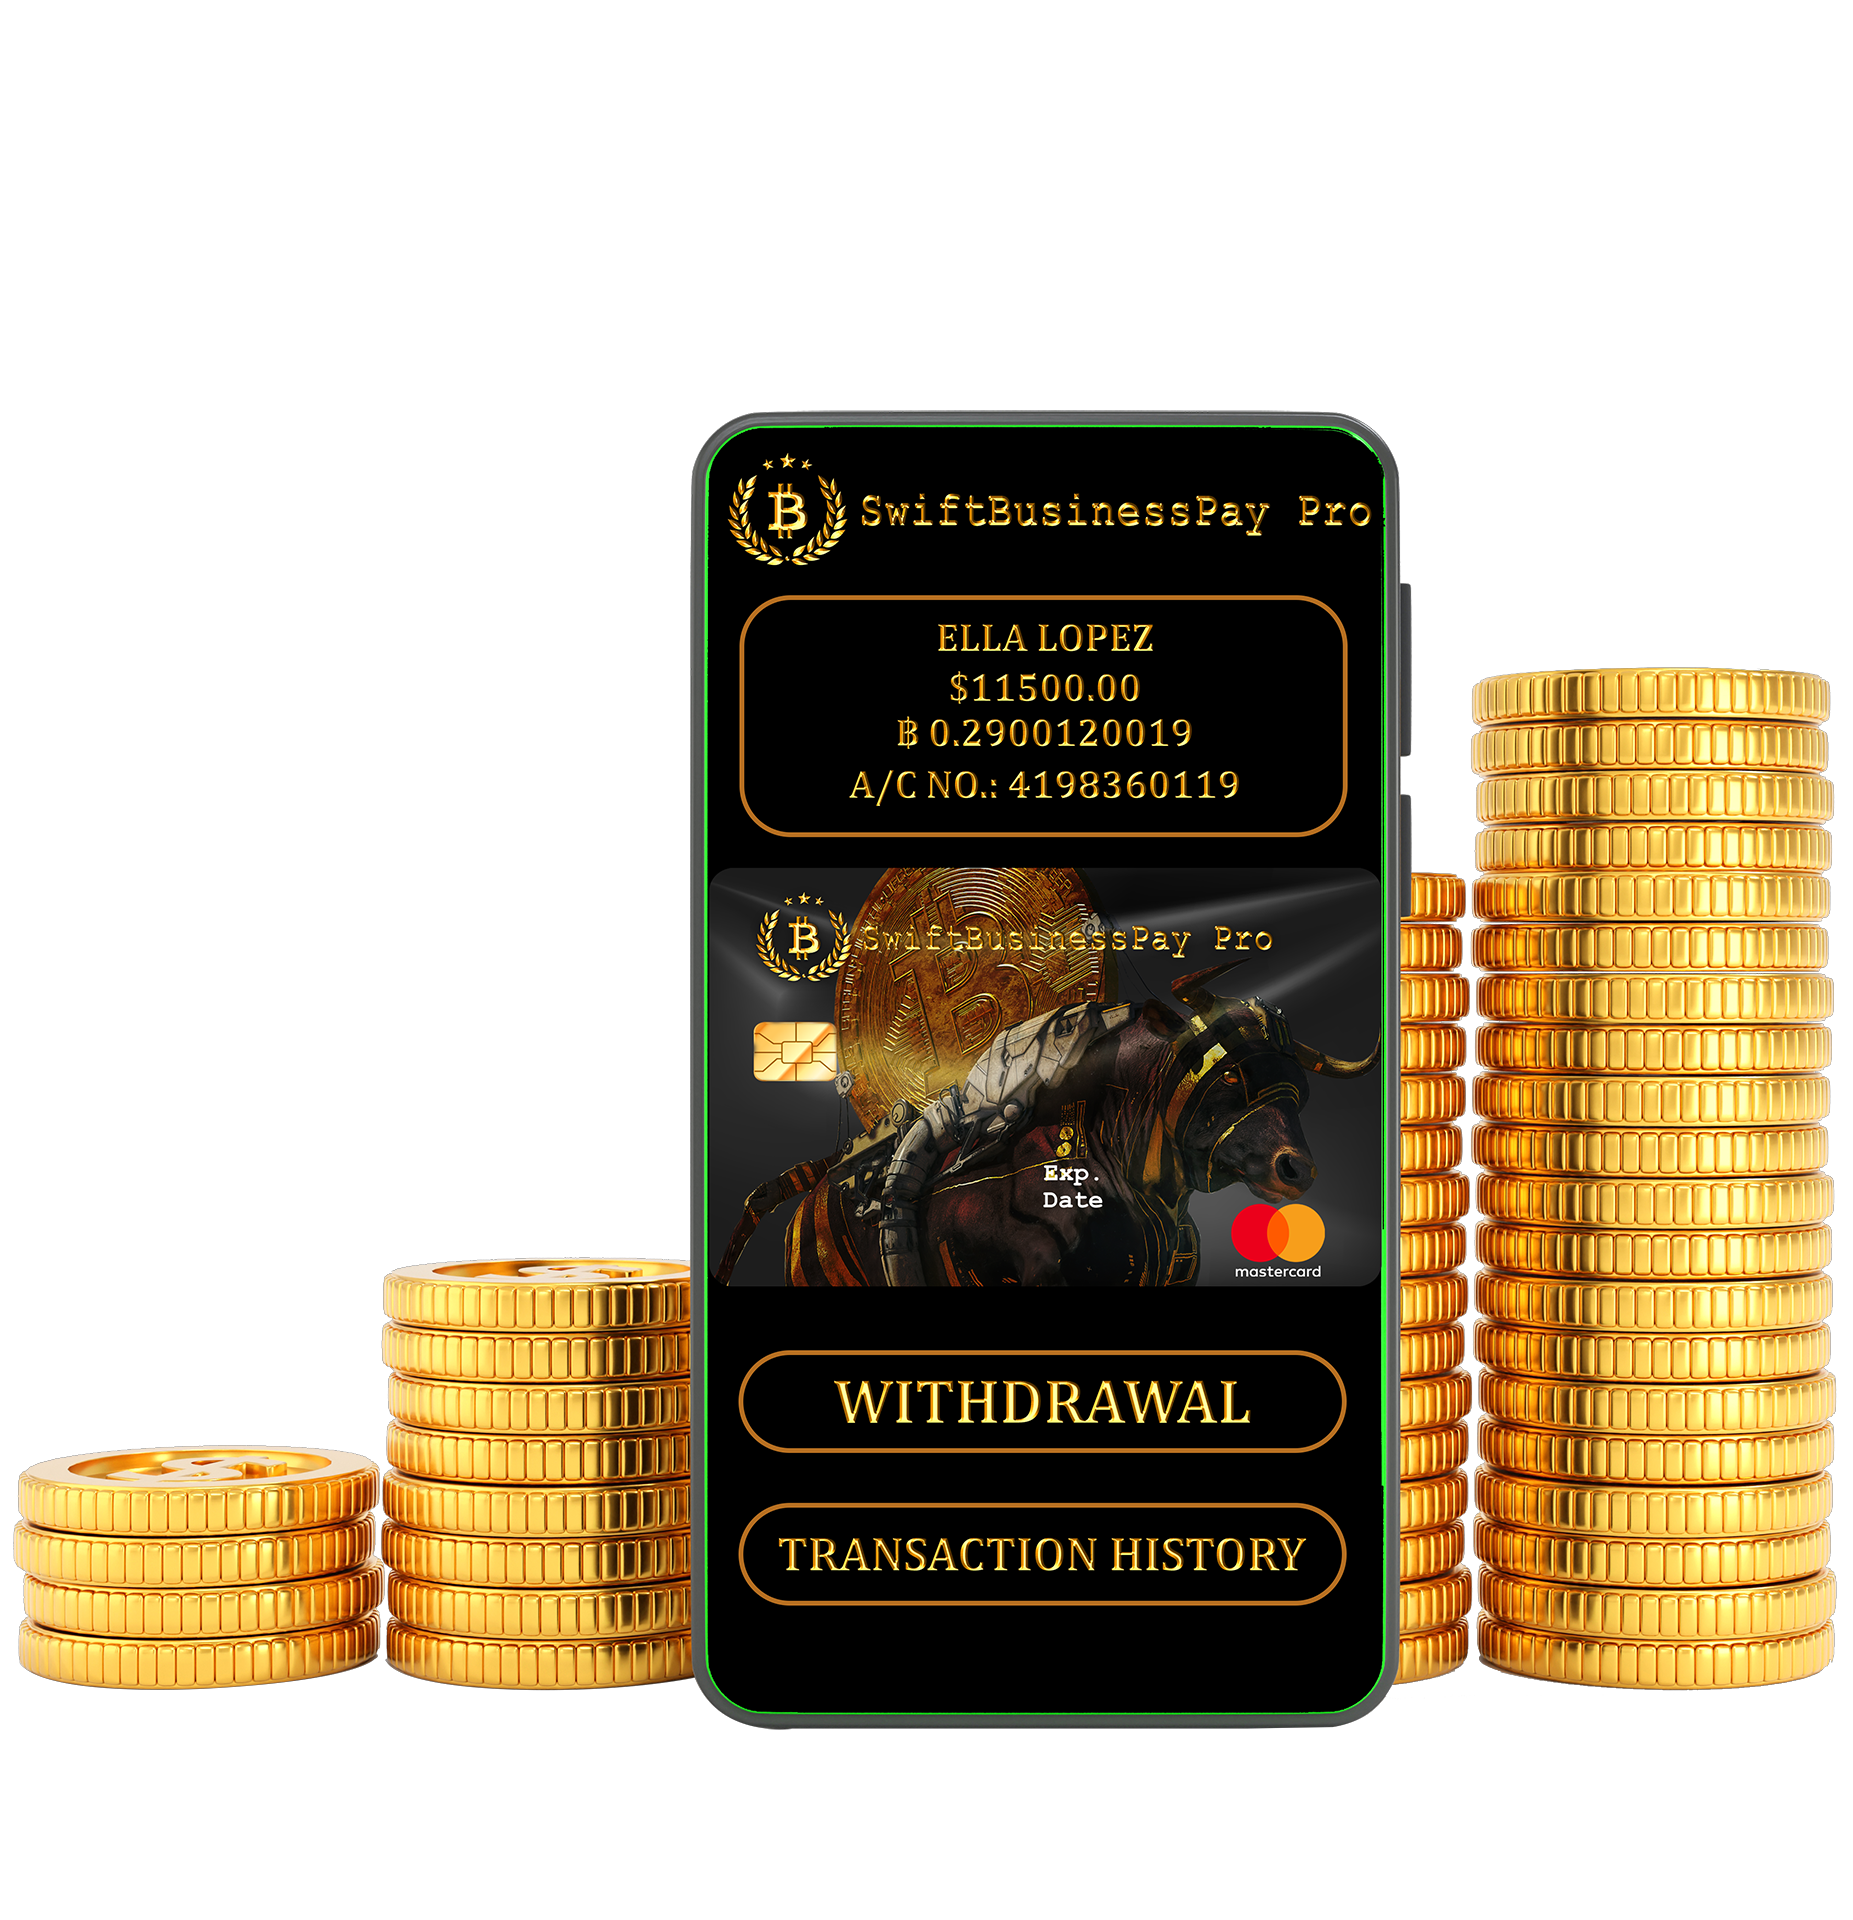 SwiftBusinessPay Pro
ELLA LOPEZ
$11500.00
฿ 0.2900120019
A/C NO.: 4198360119
SwiftBusinessPay Pro
Exp.
Date
mastercard
WITHDRAWAL
TRANSACTION HISTORY